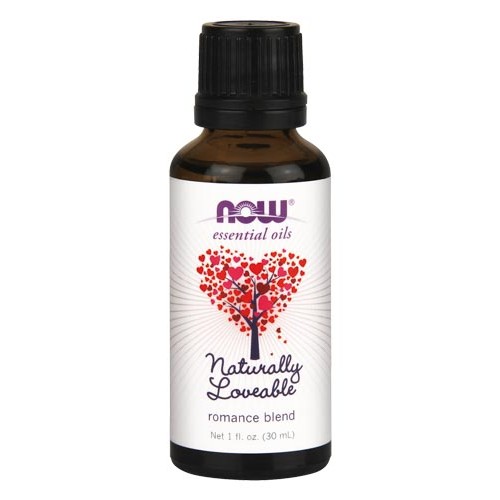 NOW®
essential oils
Naturally
Loveable
romance blend
Net 1 fl. oz. (30 mL)